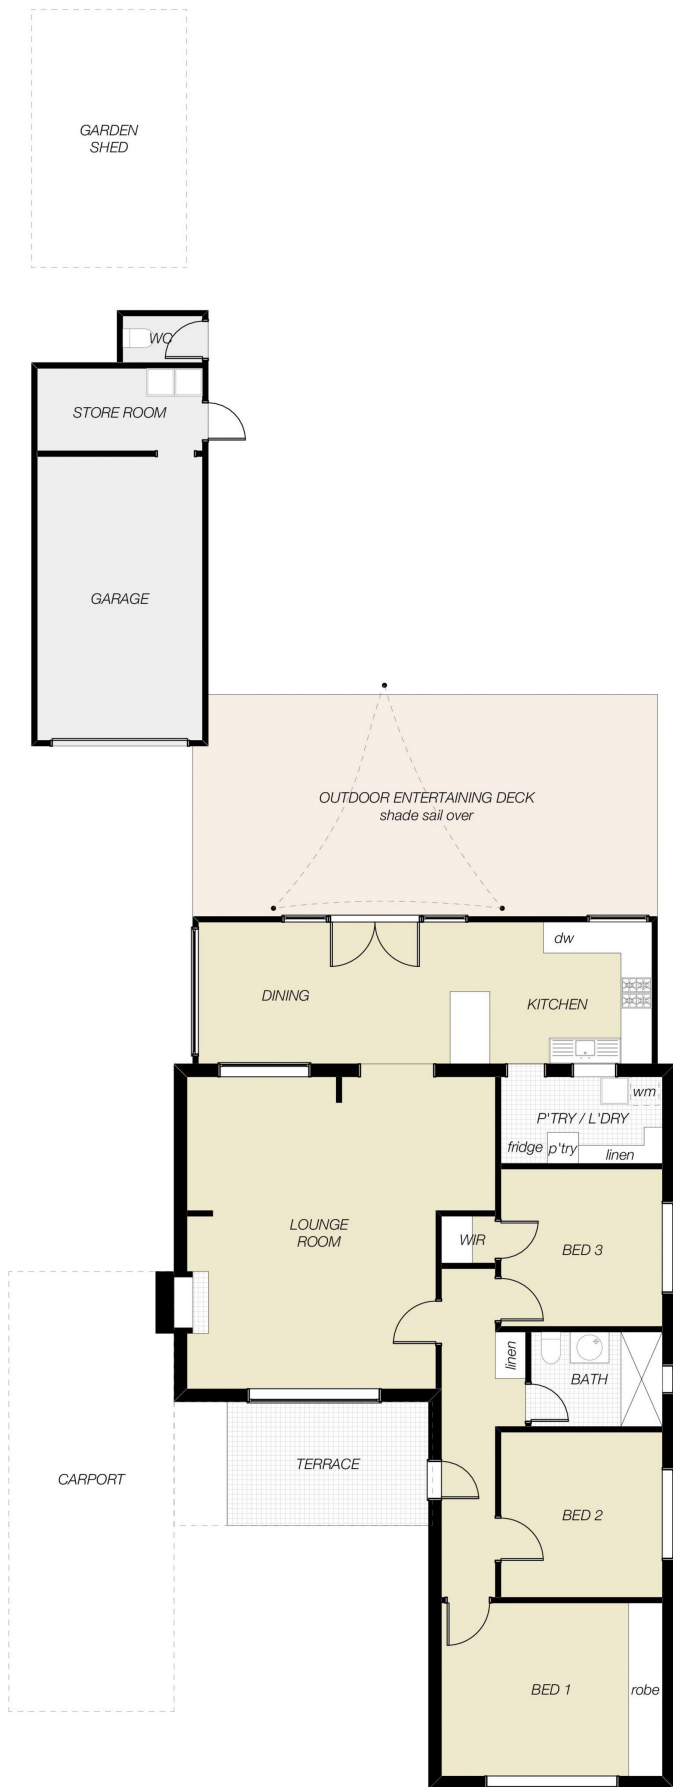 GARDEN
SHED
WC
STORE ROOM
GARAGE
OUTDOOR ENTERTAINING DECK
shade sail over
dw
DINING
KITCHEN
wm
P'TRY / L'DRY
fridge p'try linen
LOUNGE
ROOM
WIR
BED 3
linen
BATH
TERRACE
CARPORT
BED 2
BED 1
robe